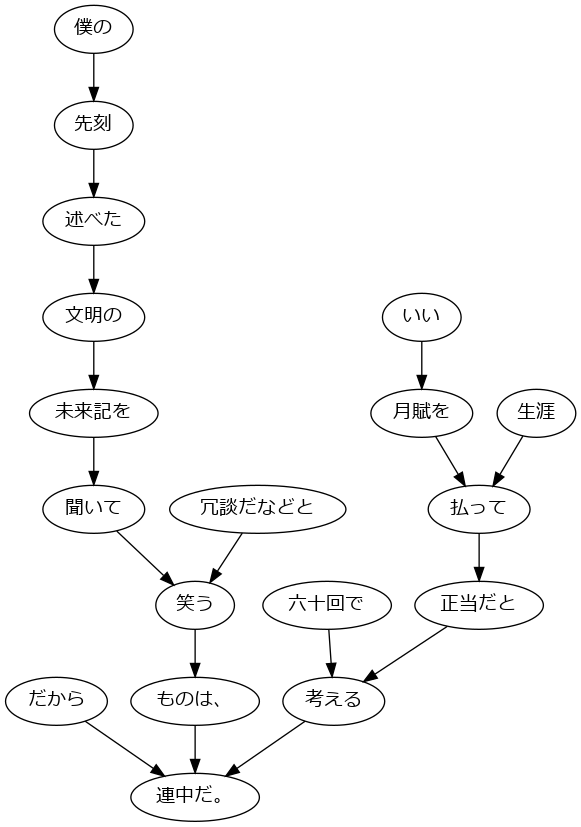 僕の
先刻
述べた
文明の
いい
未来記を
月賦を
生涯
聞いて
冗談だなどと
払って
笑う
六十回で
正当だと
だから
ものは、
考える
連中だ。